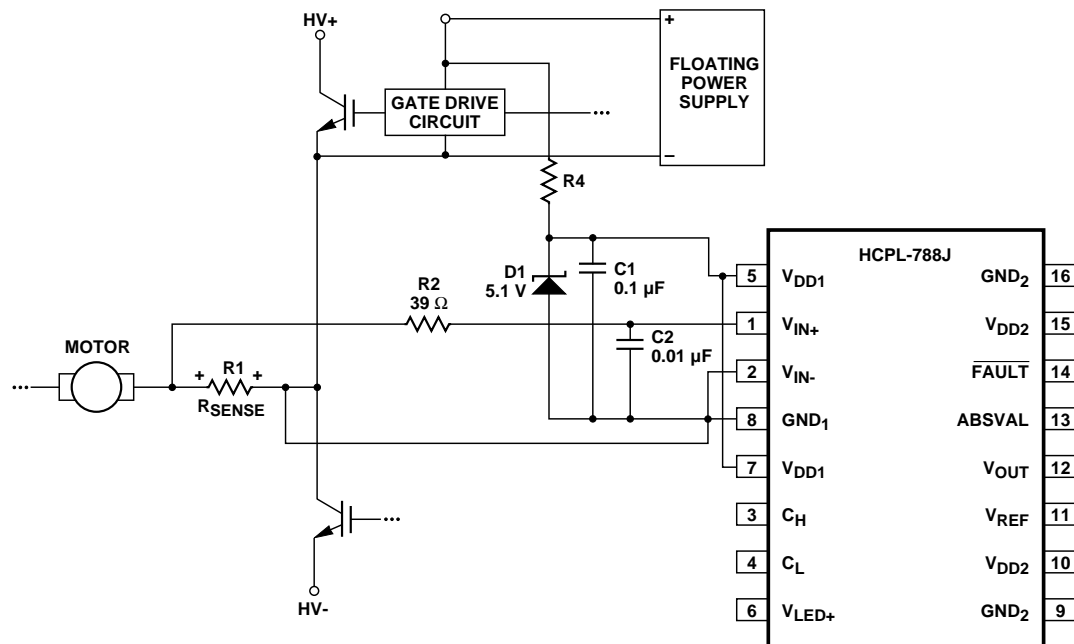 HV+
+
FLOATING
POWER
SUPPLY
GATE DRIVE
CIRCUIT
...
–
R4
HCPL-788J
D1
5.1 V
C1
0.1 µF
R2
39 Ω
C2
0.01 µF
MOTOR
...
+ R1 +
RSENSE
...
HV-
5 VDD1 GND2 16
1 VIN+ VDD2 15
2 VIN- FAULT 14
8 GND1 ABSVAL 13
7 VDD1 VOUT 12
3 CH VREF 11
4 CL VDD2 10
6 VLED+ GND2 9